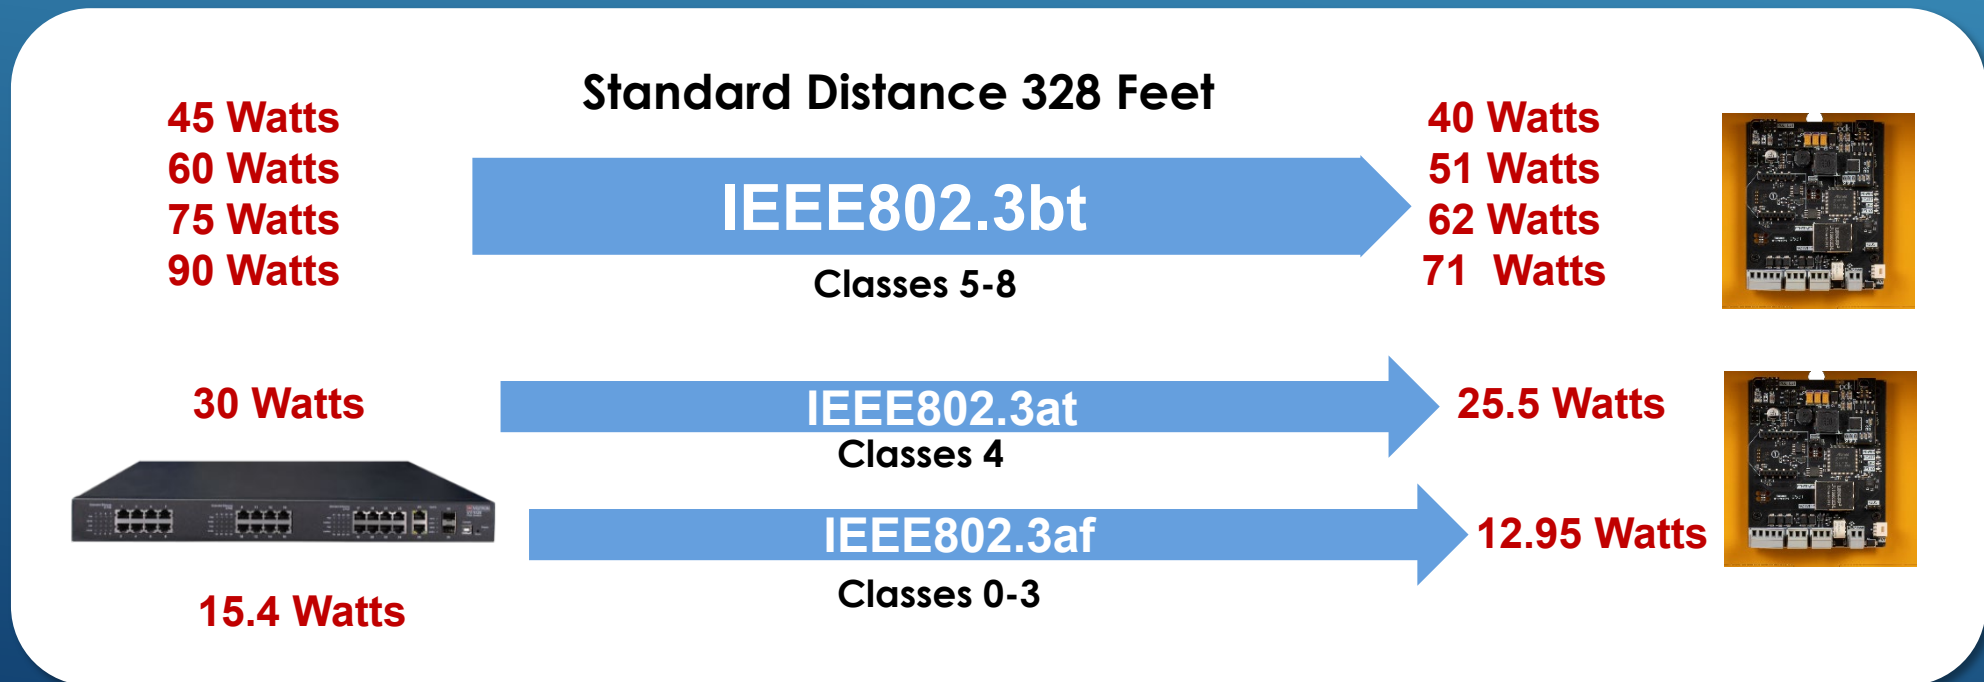 Standard Distance 328 Feet
45 Watts
60 Watts
75 Watts
90 Watts
IEEE802.3bt
Classes 5-8
40 Watts
51 Watts
62 Watts
71 Watts
30 Watts
IEEE802.3at
Classes 4
25.5 Watts
15.4 Watts
IEEE802.3af
Classes 0-3
12.95 Watts